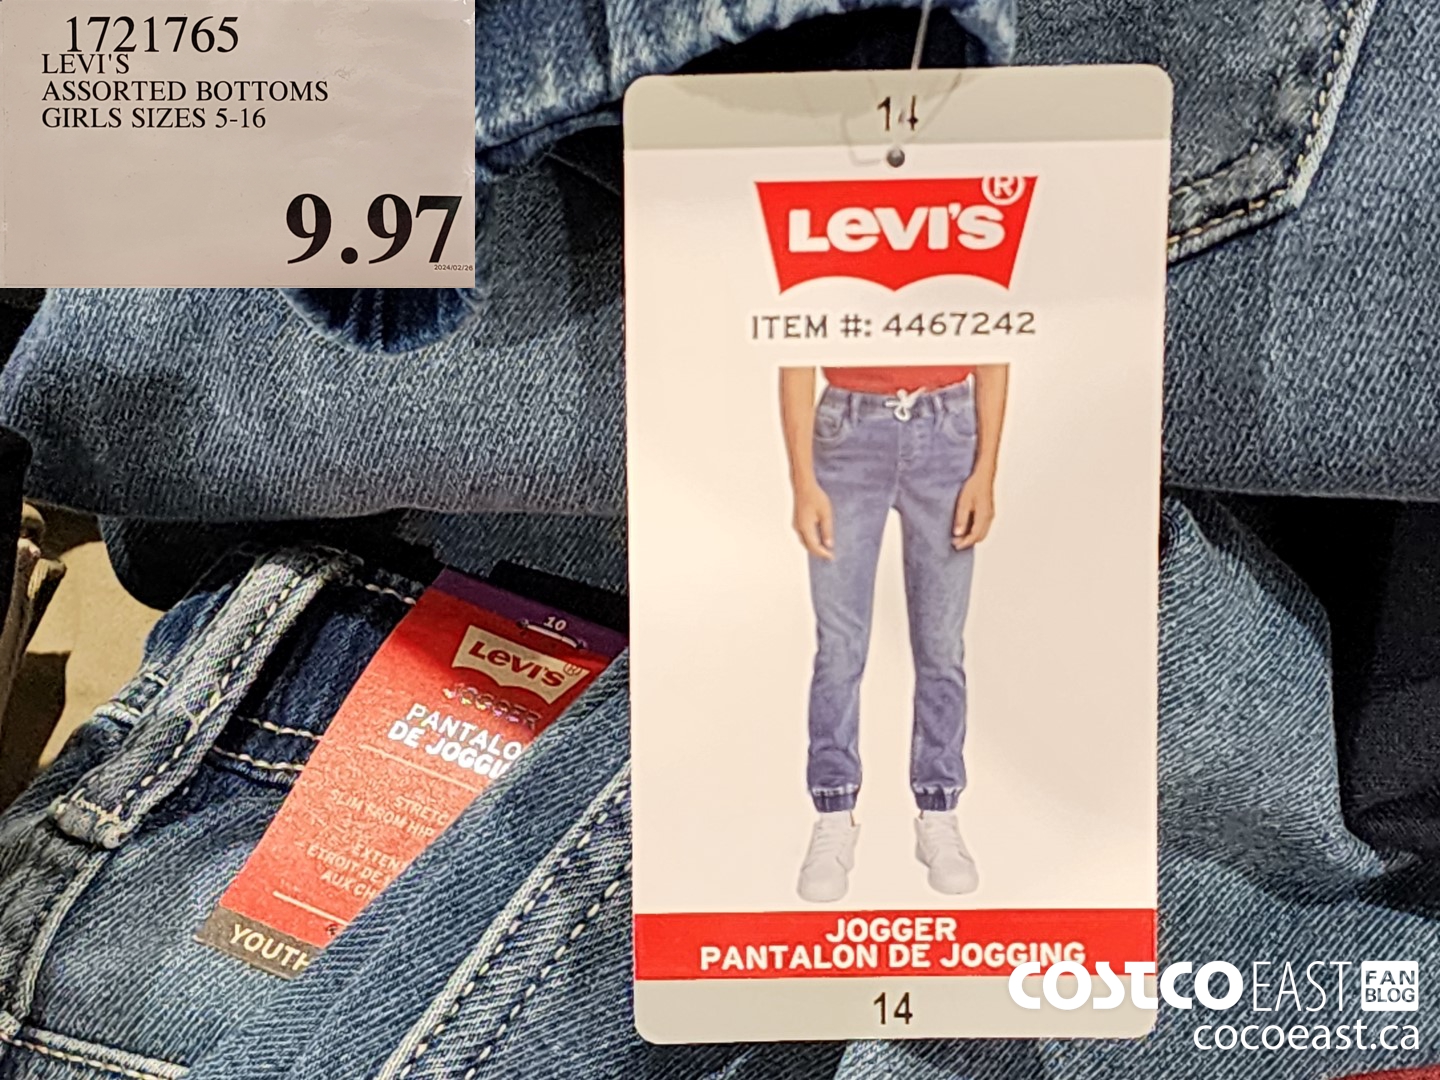 1721765
LEVI'S
ASSORTED BOTTOMS
GIRLS SIZES 5-16
9.97
2024/02/26
14
LEVI'S®
ITEM #: 4467242
JOGGER
PANTALON DE JOGGING
14
10
LEVI'S®
JOGGER
PANTALO
DE JOGGI
STRETC
SLIM FROM HIP
EXTEN
ÉTROIT DE
AUX CH
YOUTH
COSTCO EAST FAN BLOG
cocoeast.ca